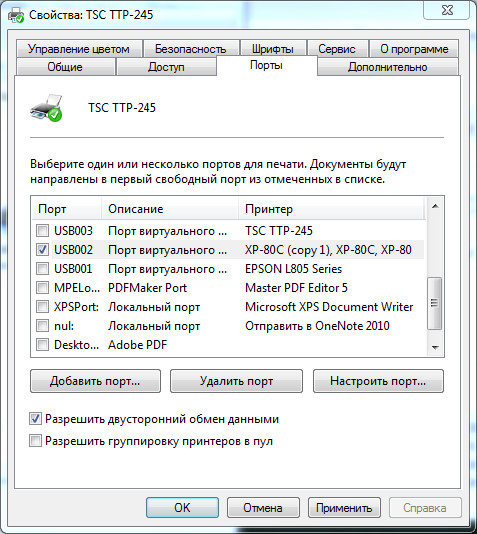 Свойства: TSC TTP-245
Управление цветом Безопасность Шрифты Сервис О программе
Общие Доступ Порты Дополнительно
TSC TTP-245
Выберите один или несколько портов для печати. Документы будут
направлены в первый свободный порт из отмеченных в списке.
Порт Описание Принтер
USB003 Порт виртуального ... TSC TTP-245
USB002 Порт виртуального ... XP-80C (copy 1), XP-80C, XP-80
USB001 Порт виртуального ... EPSON L805 Series
MPELo... PDFMaker Port Master PDF Editor 5
XPSPort: Локальный порт Microsoft XPS Document Writer
nul: Локальный порт Отправить в OneNote 2010
Deskto... Adobe PDF
Добавить порт... Удалить порт Настроить порт...
Разрешить двусторонний обмен данными
Разрешить группировку принтеров в пул
OK Отмена Применить Справка